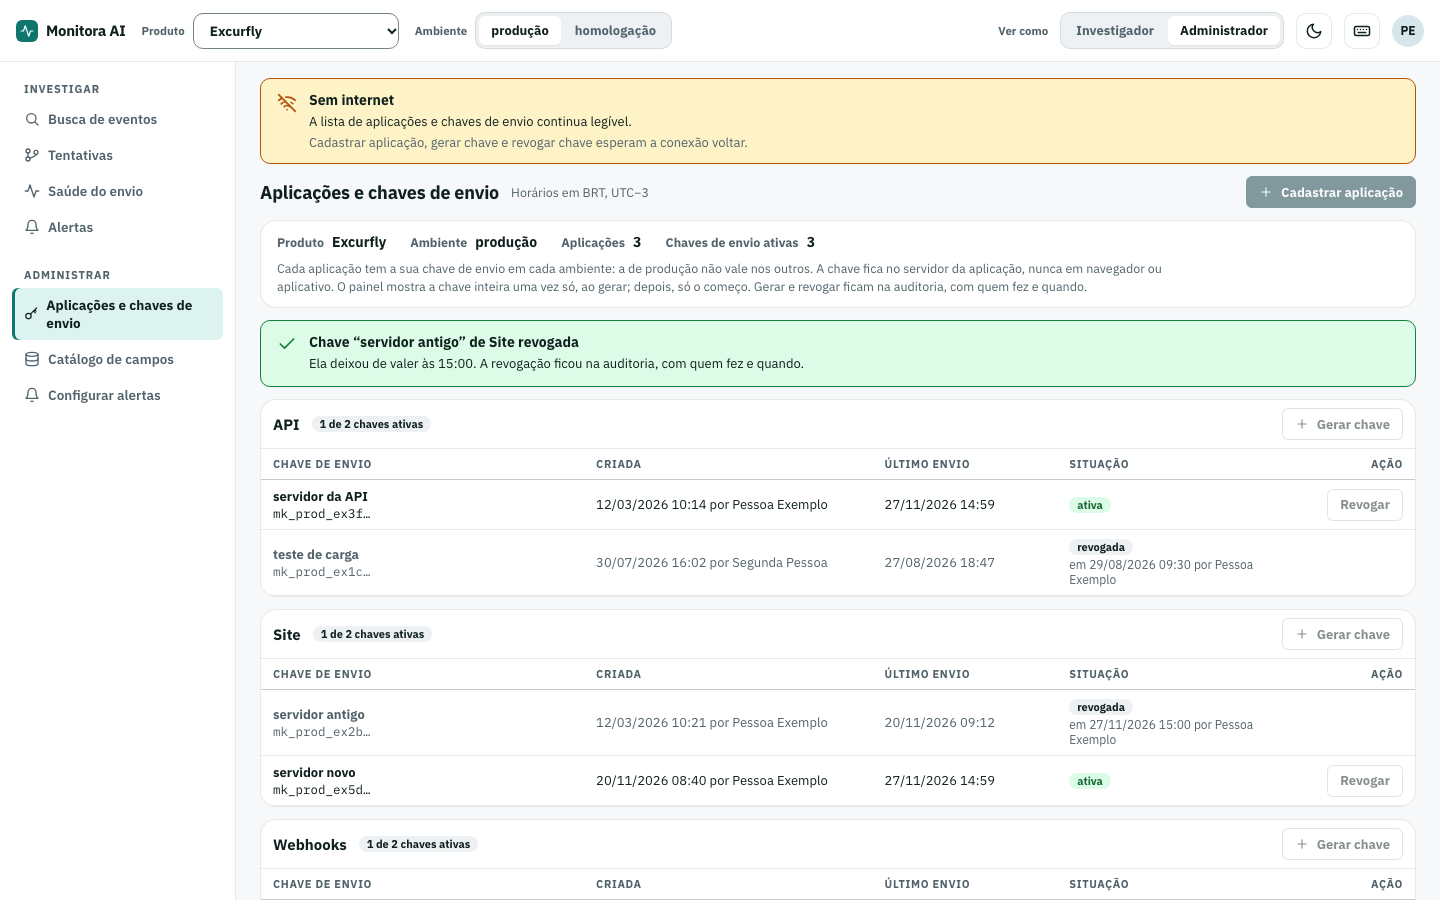 Monitora AI
Produto
Excurfly
Ambiente
produção
homologação
Ver como
Investigador
Administrador
PE
INVESTIGAR
Busca de eventos
Tentativas
Saúde do envio
Alertas
ADMINISTRAR
Aplicações e chaves de
envio
Catálogo de campos
Configurar alertas
Sem internet
A lista de aplicações e chaves de envio continua legível.
Cadastrar aplicação, gerar chave e revogar chave esperam a conexão voltar.
Aplicações e chaves de envio
Horários em BRT, UTC−3
Cadastrar aplicação
Produto Excurfly
Ambiente produção
Aplicações 3
Chaves de envio ativas 3
Cada aplicação tem a sua chave de envio em cada ambiente: a de produção não vale nos outros. A chave fica no servidor da aplicação, nunca em navegador ou
aplicativo. O painel mostra a chave inteira uma vez só, ao gerar; depois, só o começo. Gerar e revogar ficam na auditoria, com quem fez e quando.
Chave “servidor antigo” de Site revogada
Ela deixou de valer às 15:00. A revogação ficou na auditoria, com quem fez e quando.
API
1 de 2 chaves ativas
Gerar chave
CHAVE DE ENVIO
CRIADA
ÚLTIMO ENVIO
SITUAÇÃO
AÇÃO
servidor da API
mk_prod_ex3f…
12/03/2026 10:14 por Pessoa Exemplo
27/11/2026 14:59
ativa
Revogar
teste de carga
mk_prod_ex1c…
30/07/2026 16:02 por Segunda Pessoa
27/08/2026 18:47
revogada
em 29/08/2026 09:30 por Pessoa
Exemplo
Site
1 de 2 chaves ativas
Gerar chave
CHAVE DE ENVIO
CRIADA
ÚLTIMO ENVIO
SITUAÇÃO
AÇÃO
servidor antigo
mk_prod_ex2b…
12/03/2026 10:21 por Pessoa Exemplo
20/11/2026 09:12
revogada
em 27/11/2026 15:00 por Pessoa
Exemplo
servidor novo
mk_prod_ex5d…
20/11/2026 08:40 por Pessoa Exemplo
27/11/2026 14:59
ativa
Revogar
Webhooks
1 de 2 chaves ativas
Gerar chave
CHAVE DE ENVIO
CRIADA
ÚLTIMO ENVIO
SITUAÇÃO
AÇÃO